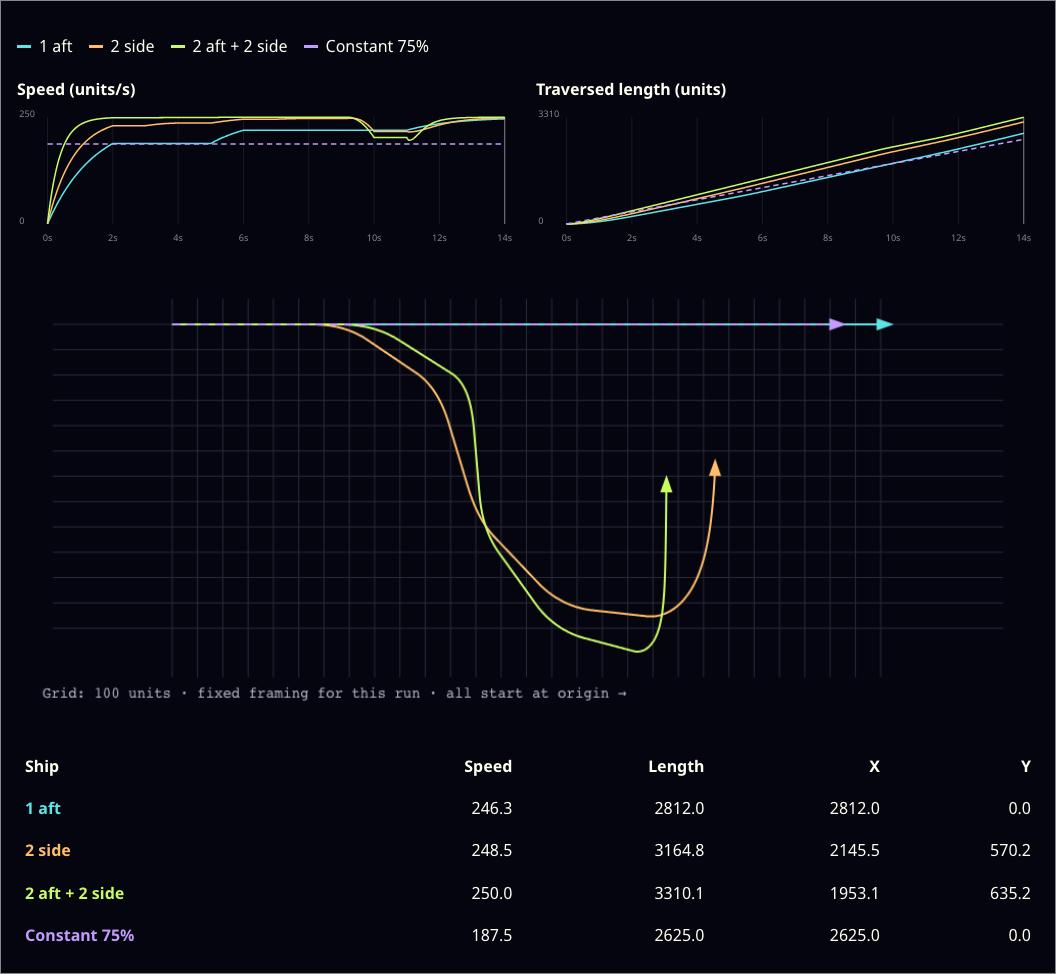 1 aft 2 side 2 aft + 2 side Constant 75%
Speed (units/s) Traversed length (units)
250 3310
0 0
0s 2s 4s 6s 8s 10s 12s 14s 0s 2s 4s 6s 8s 10s 12s 14s
Grid: 100 units · fixed framing for this run · all start at origin →
Ship Speed Length X Y
1 aft 246.3 2812.0 2812.0 0.0
2 side 248.5 3164.8 2145.5 570.2
2 aft + 2 side 250.0 3310.1 1953.1 635.2
Constant 75% 187.5 2625.0 2625.0 0.0